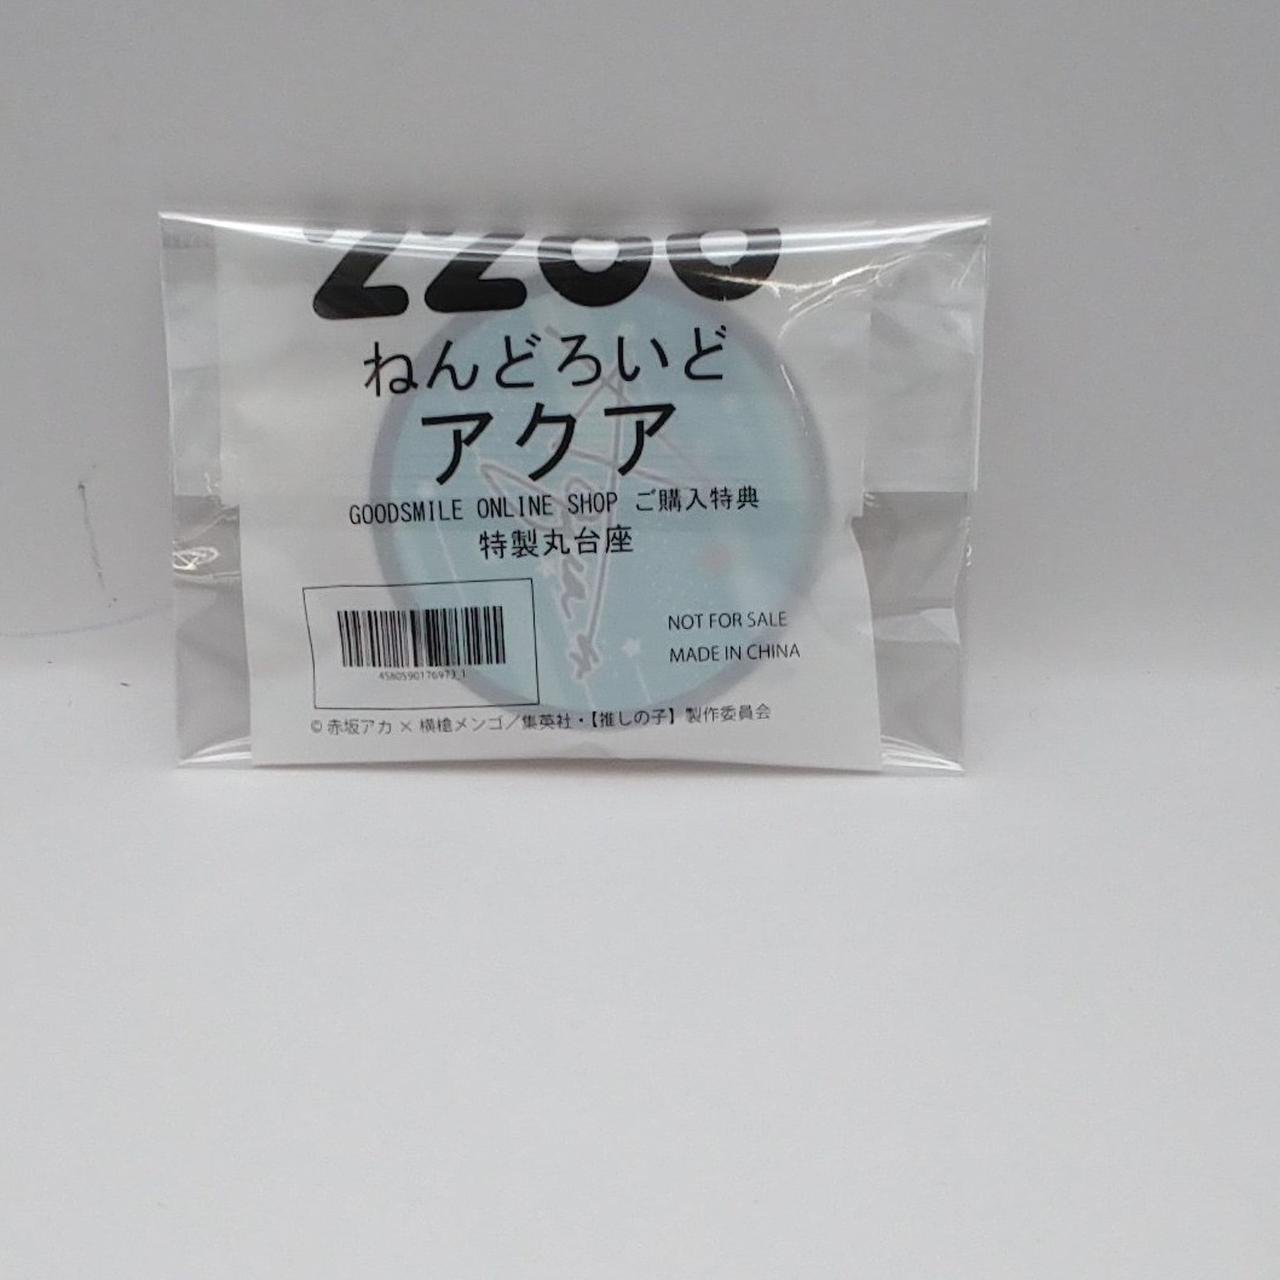 ねんどろいど
アクア
GOODSMILE ONLINE SHOP ご購入特典
特製丸台座
NOT FOR SALE
MADE IN CHINA
4580590176973 1
© 赤坂アカ × 横槍メンゴ／集英社・【推しの子】製作委員会